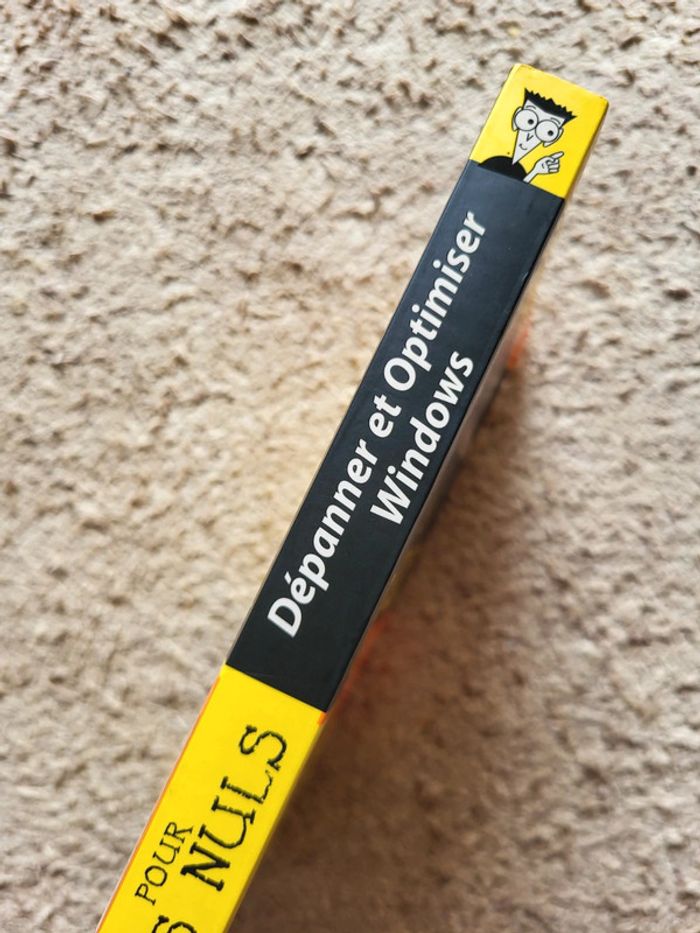 Dépanner et Optimiser
Windows
POUR
S NULS